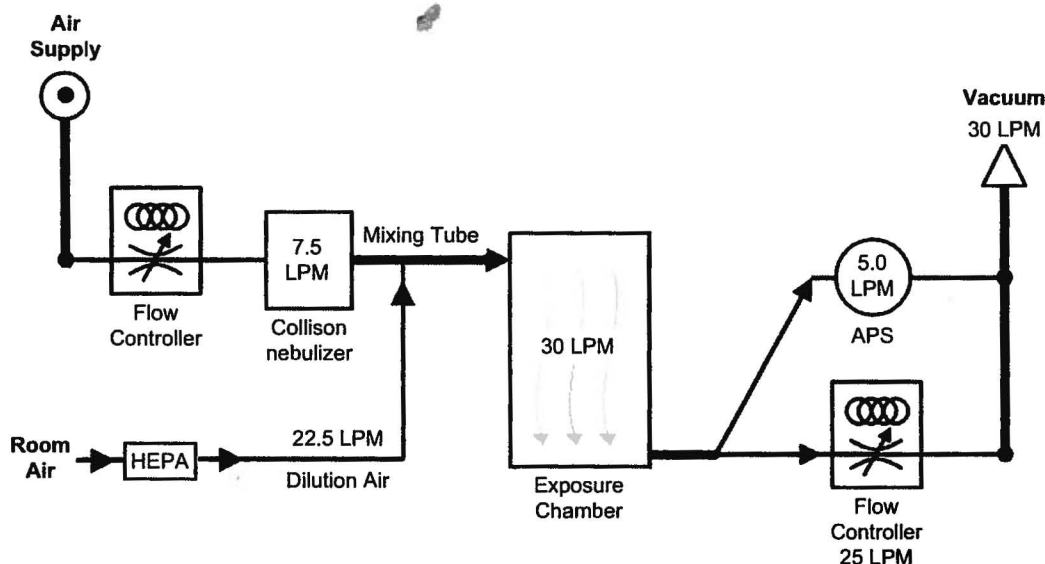 Air
Supply
Vacuum
30 LPM
7.5
LPM
Mixing Tube
5.0
LPM
30 LPM
Flow
Controller
Collison
nebulizer
APS
22.5 LPM
Room
Air
HEPA
Dilution Air
Exposure
Chamber
Flow
Controller
25 LPM